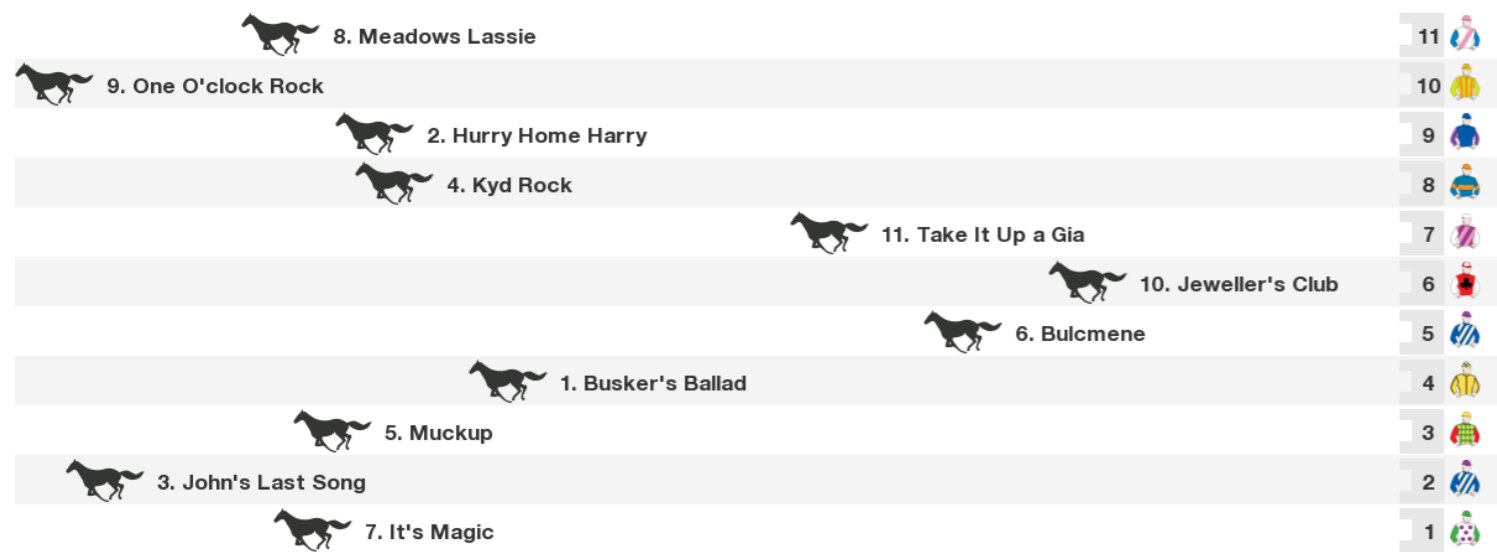 8. Meadows Lassie 11
9. One O'clock Rock 10
2. Hurry Home Harry 9
4. Kyd Rock 8
11. Take It Up a Gia 7
10. Jeweller's Club 6
6. Bulcmene 5
1. Busker's Ballad 4
5. Muckup 3
3. John's Last Song 2
7. It's Magic 1